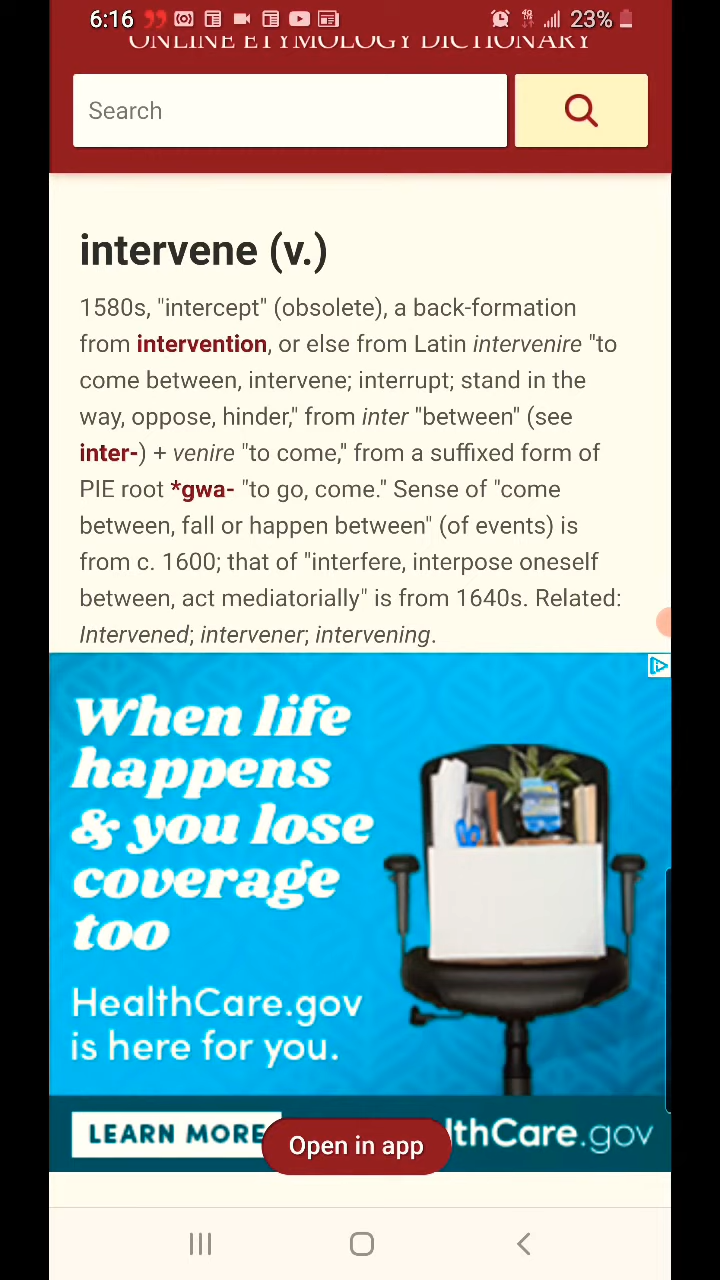 6:16
23%
ONLINE ETYMOLOGY DICTIONARY
Search
intervene (v.)
1580s, "intercept" (obsolete), a back-formation
from intervention, or else from Latin intervenire "to
come between, intervene; interrupt; stand in the
way, oppose, hinder," from inter "between" (see
inter-) + venire "to come," from a suffixed form of
PIE root *gwa- "to go, come." Sense of "come
between, fall or happen between" (of events) is
from c. 1600; that of "interfere, interpose oneself
between, act mediatorially" is from 1640s. Related:
Intervened; intervener; intervening.
When life
happens
& you lose
coverage
too
HealthCare.gov
is here for you.
LEARN MORE
Open in app
lthCare.gov